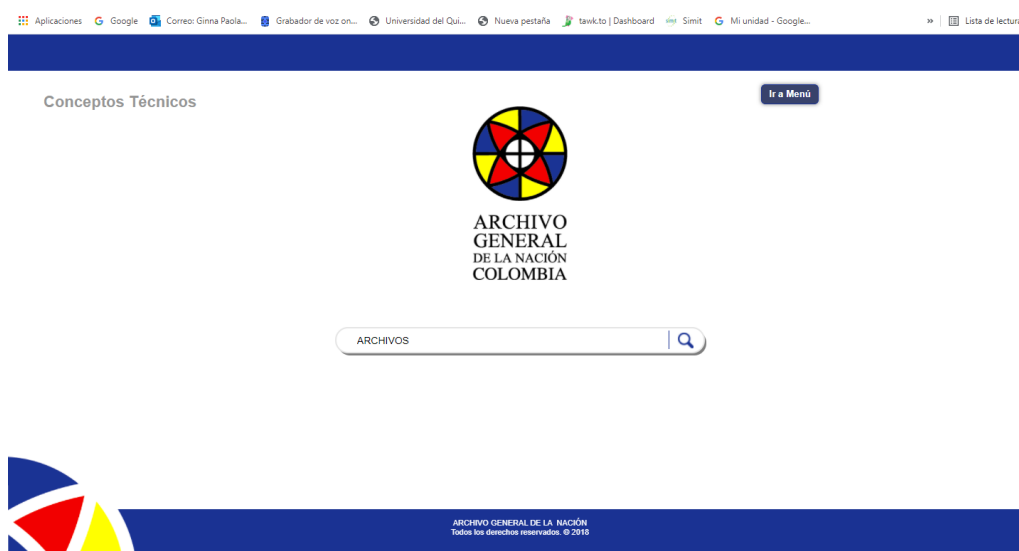 Aplicaciones Google Correo: Ginna Paola... Grabador de voz on... Universidad del Qui... Nueva pestaña tawk.to | Dashboard Simit Mi unidad - Google... » Lista de lectura
Conceptos Técnicos
Ir a Menú
ARCHIVO
GENERAL
DE LA NACIÓN
COLOMBIA
ARCHIVOS
ARCHIVO GENERAL DE LA NACIÓN
Todos los derechos reservados. © 2018